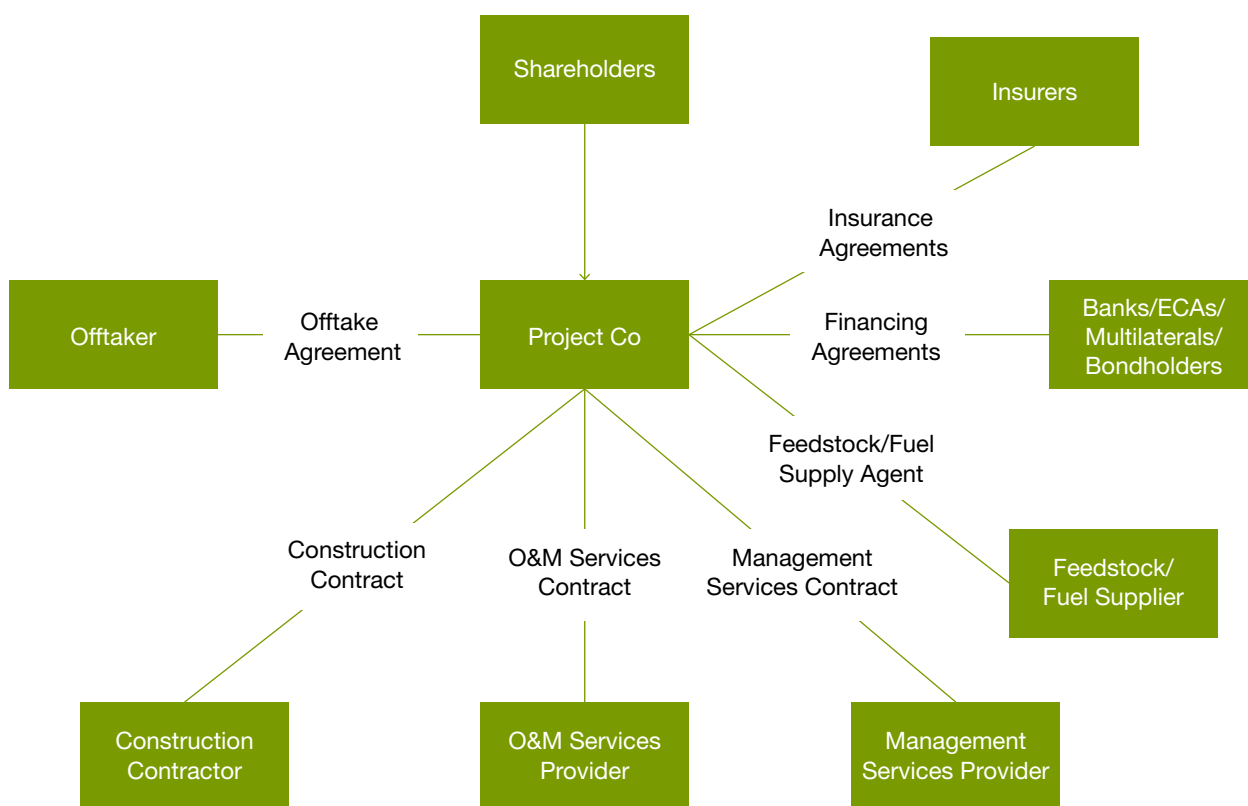 Shareholders
Insurers
Insurance
Agreements
Offtaker
Offtake
Agreement
Project Co
Financing
Agreements
Banks/ECAs/
Multilaterals/
Bondholders
Feedstock/Fuel
Supply Agent
Construction
Contract
O&M Services
Contract
Management
Services Contract
Feedstock/
Fuel Supplier
Construction
Contractor
O&M Services
Provider
Management
Services Provider